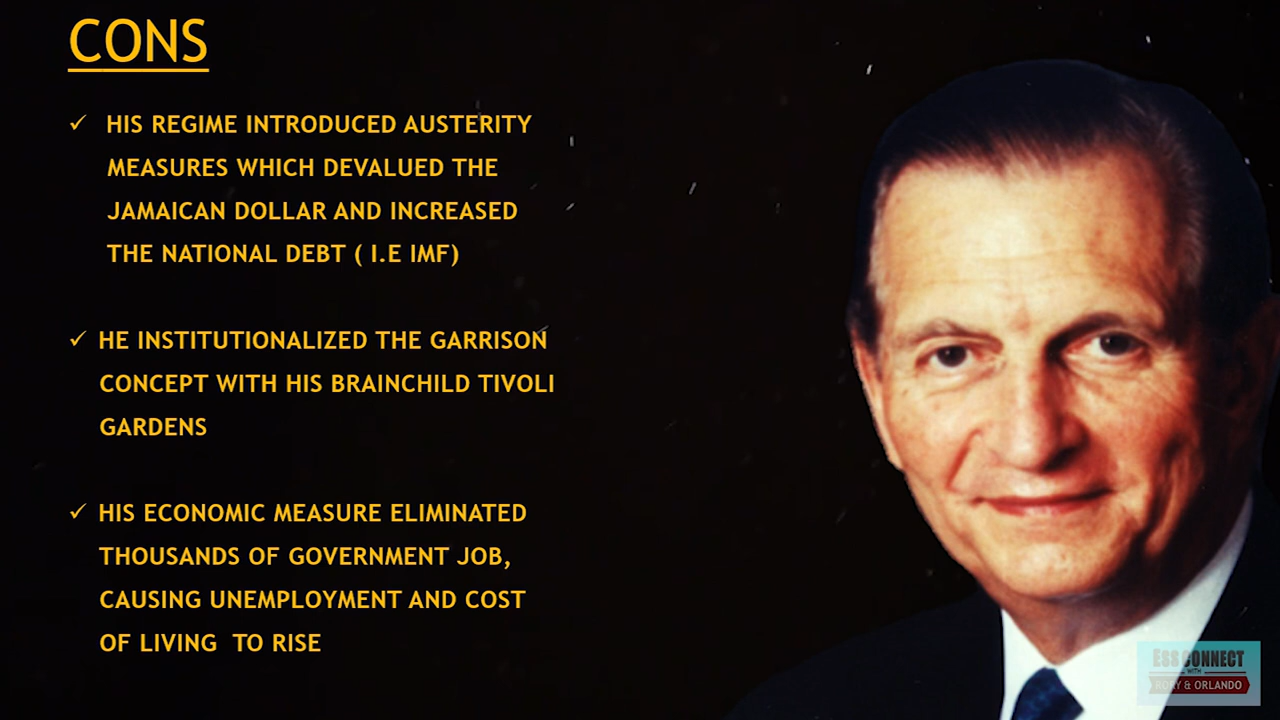 CONS
✓ HIS REGIME INTRODUCED AUSTERITY
MEASURES WHICH DEVALUED THE
JAMAICAN DOLLAR AND INCREASED
THE NATIONAL DEBT ( I.E IMF)
✓ HE INSTITUTIONALIZED THE GARRISON
CONCEPT WITH HIS BRAINCHILD TIVOLI
GARDENS
✓ HIS ECONOMIC MEASURE ELIMINATED
THOUSANDS OF GOVERNMENT JOB,
CAUSING UNEMPLOYMENT AND COST
OF LIVING TO RISE
ESS CONNECT
WITH
RORY & ORLANDO